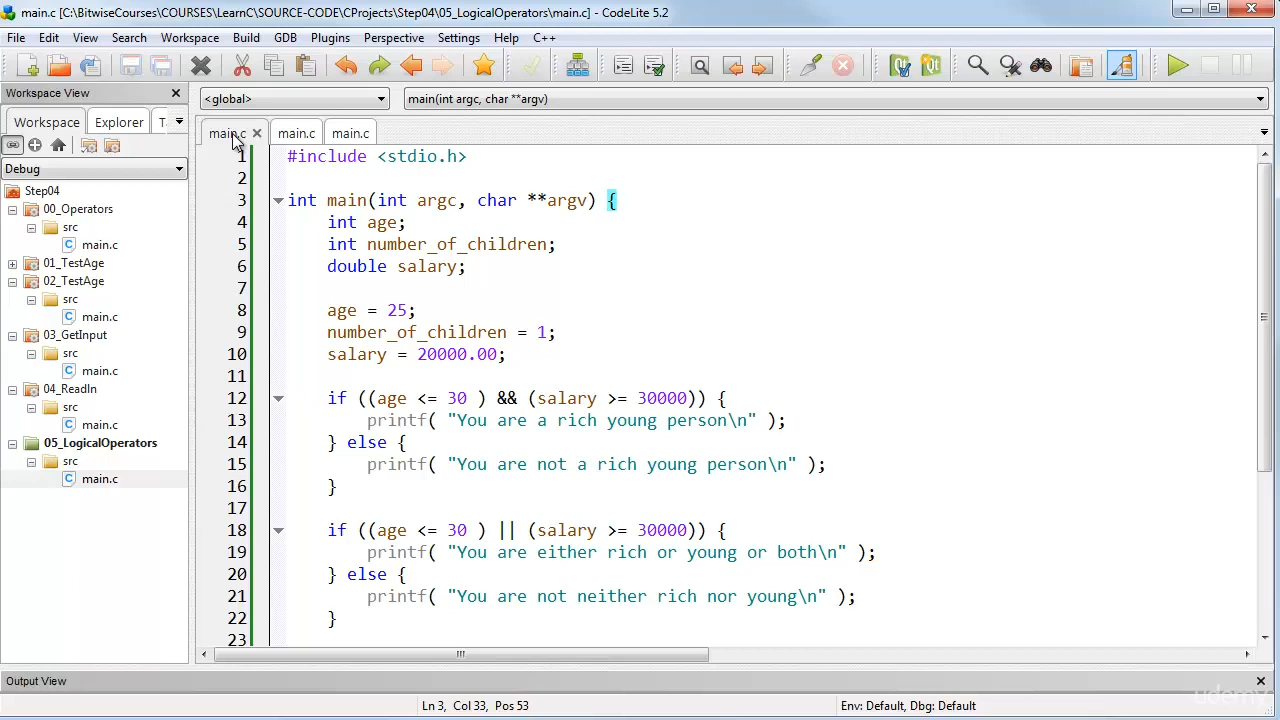 main.c [C:\BitwiseCourses\COURSES\LearnC\SOURCE-CODE\CProjects\Step04\05_LogicalOperators\main.c] - CodeLite 5.2
File Edit View Search Workspace Build GDB Plugins Perspective Settings Help C++
Workspace View
<global>
main(int argc, char **argv)
Workspace Explorer T
Debug
Step04
00_Operators
src
main.c
01_TestAge
02_TestAge
src
main.c
03_GetInput
src
main.c
04_ReadIn
src
main.c
05_LogicalOperators
src
main.c
main.c main.c main.c
1 #include <stdio.h>
2
3 int main(int argc, char **argv) {
4 int age;
5 int number_of_children;
6 double salary;
7
8 age = 25;
9 number_of_children = 1;
10 salary = 20000.00;
11
12 if ((age <= 30 ) && (salary >= 30000)) {
13 printf( "You are a rich young person\n" );
14 } else {
15 printf( "You are not a rich young person\n" );
16 }
17
18 if ((age <= 30 ) || (salary >= 30000)) {
19 printf( "You are either rich or young or both\n" );
20 } else {
21 printf( "You are not neither rich nor young\n" );
22 }
23
Output View
Ln 3, Col 33, Pos 53
Env: Default, Dbg: Default
udemy